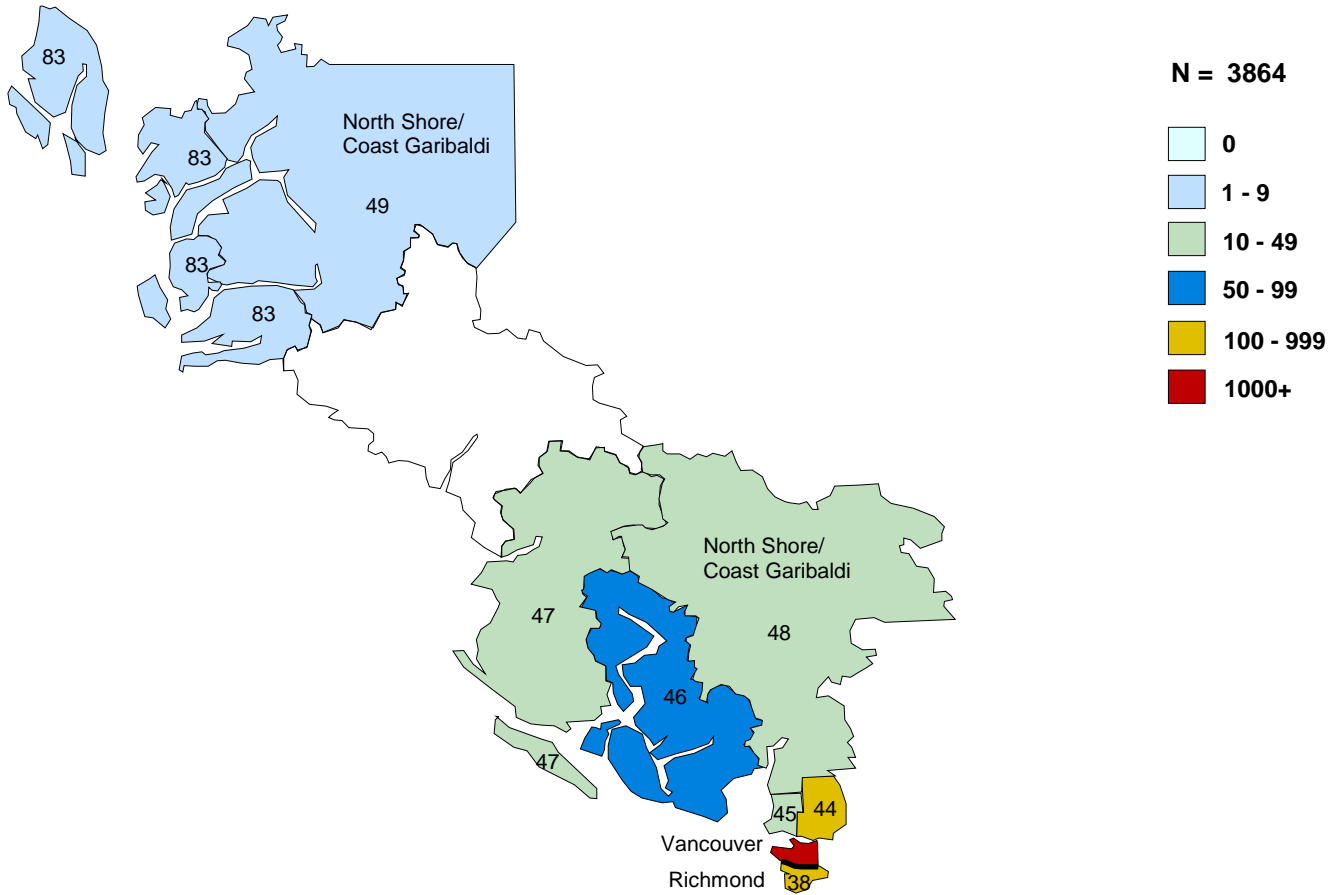 83
N = 3864
North Shore/
Coast Garibaldi
0
83
1 - 9
49
10 - 49
83
50 - 99
83
100 - 999
1000+
North Shore/
Coast Garibaldi
47
48
46
47
45
44
Vancouver
Richmond
38